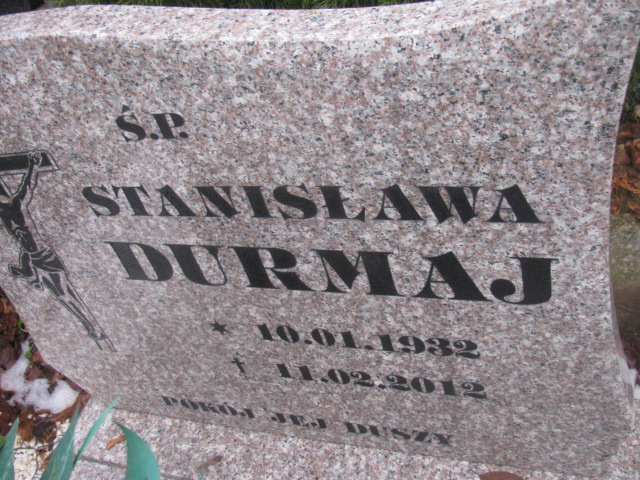 Ś.P.
STANISŁAWA
DURMAJ
* 10.01.1932
† 11.02.2012
POKÓJ JEJ DUSZY